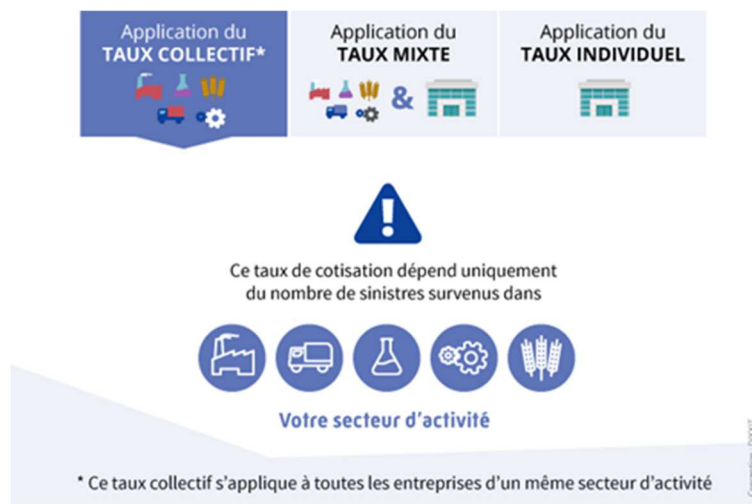 Application du
TAUX COLLECTIF*
Application du
TAUX MIXTE
&
Application du
TAUX INDIVIDUEL
!
Ce taux de cotisation dépend uniquement
du nombre de sinistres survenus dans
Votre secteur d'activité
* Ce taux collectif s'applique à toutes les entreprises d'un même secteur d'activité